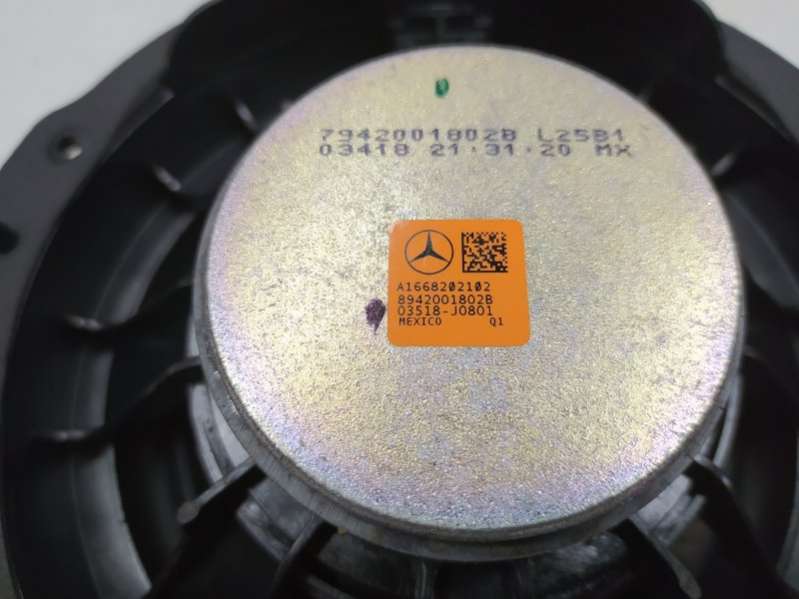 7942001802B L25B1
03418 21:31:20 MX
A1668202102
8942001802B
03518-J0801
MEXICO Q1